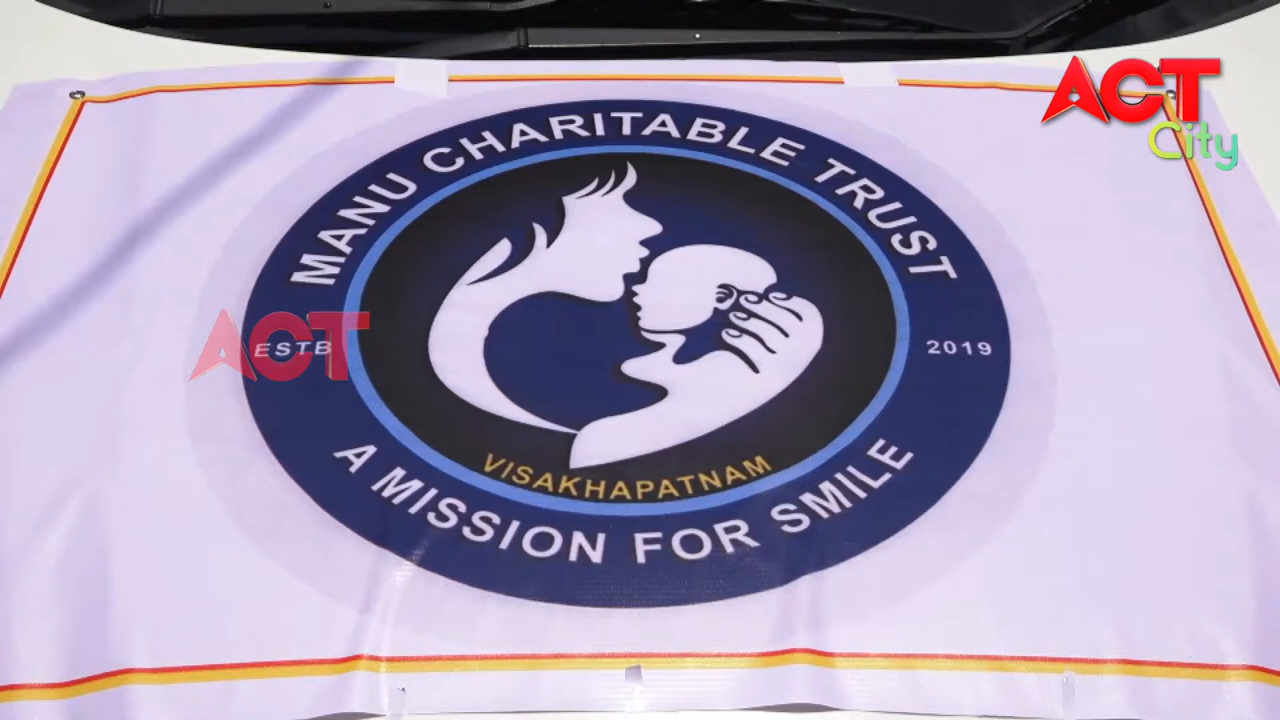 ACT
City
MANU CHARITABLE TRUST
ACT
ESTB
2019
VISAKHAPATNAM
A MISSION FOR SMILE